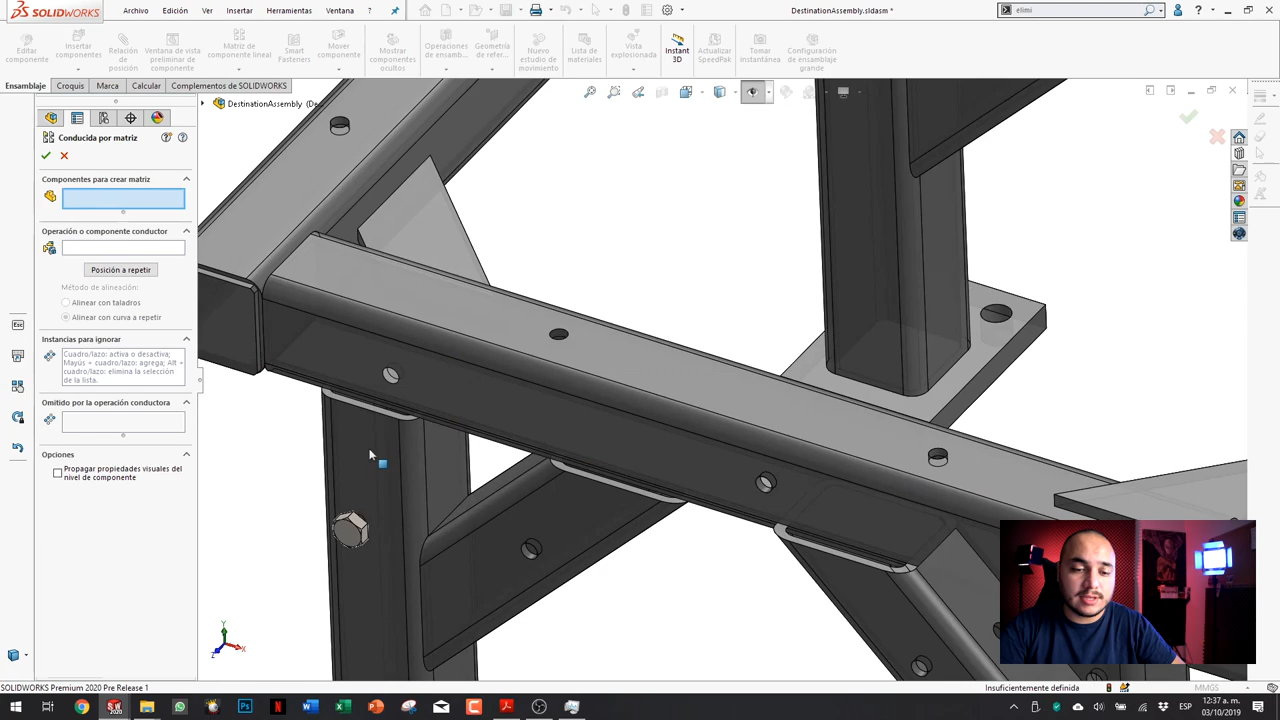 SOLIDWORKS
Archivo Edición Ver Insertar Herramientas Ventana ?
DestinationAssembly.sldasm *
elimi
Editar componente
Insertar componentes
Relación de posición
Ventana de vista preliminar de componente
Matriz de componente lineal
Smart Fasteners
Mover componente
Mostrar componentes ocultos
Operaciones de ensamb...
Geometría de refer...
Nuevo estudio de movimiento
Lista de materiales
Vista explosionada
Instant 3D
Actualizar SpeedPak
Tomar instantánea
Configuración de ensamblaje grande
Ensamblaje Croquis Marca Calcular Complementos de SOLIDWORKS
DestinationAssembly (De
Conducida por matriz
Componentes para crear matriz
Operación o componente conductor
Posición a repetir
Método de alineación:
Alinear con taladros
Alinear con curva a repetir
Instancias para ignorar
Cuadro/lazo: activa o desactiva;
Mayús + cuadro/lazo: agrega; Alt +
cuadro/lazo: elimina la selección
de la lista.
Omitido por la operación conductora
Opciones
Propagar propiedades visuales del
nivel de componente
Esc
Y
X
Z
SOLIDWORKS Premium 2020 Pre Release 1
Insuficientemente definida
MMGS
ESP
12:37 a. m.
03/10/2019